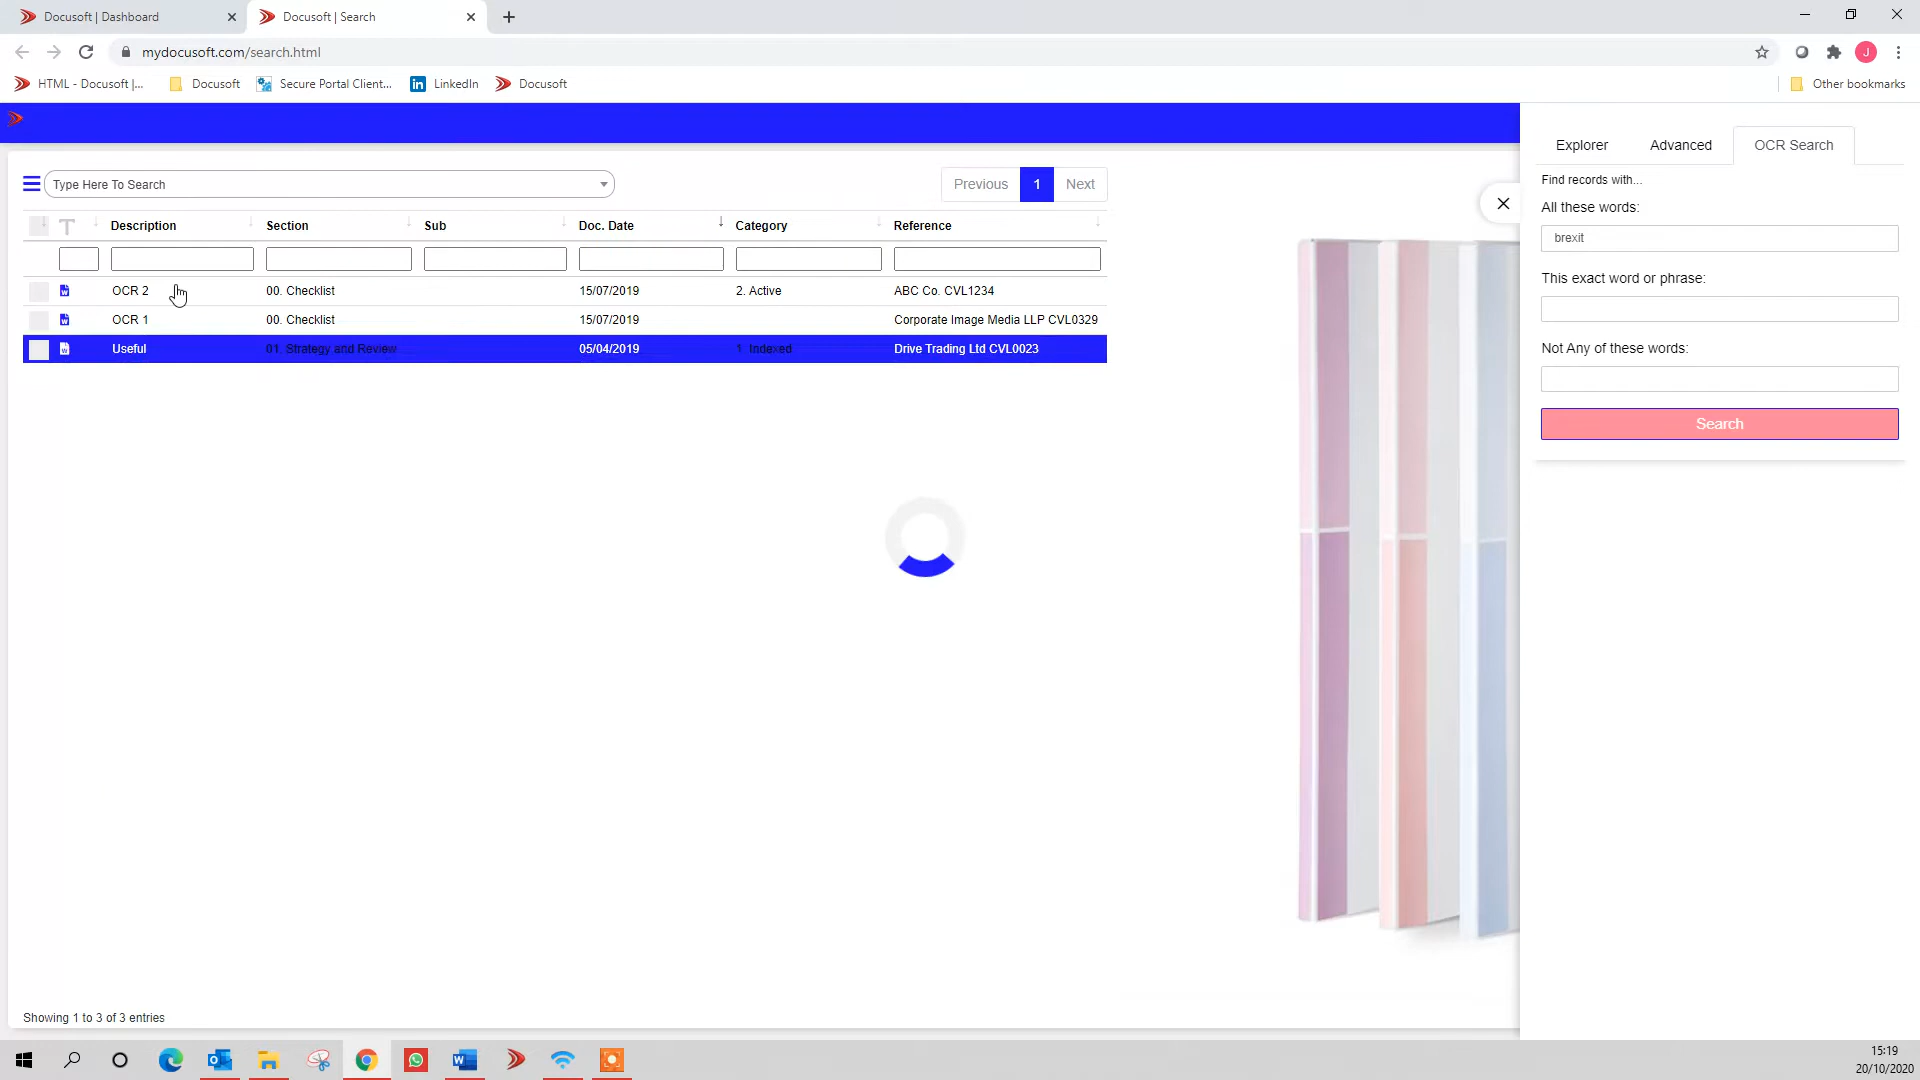 Docusoft | Dashboard
Docusoft | Search
mydocusoft.com/search.html
HTML - Docusoft |...
Docusoft
Secure Portal Client...
LinkedIn
Docusoft
Other bookmarks
J
Type Here To Search
Previous 1 Next
Description Section Sub Doc. Date Category Reference
OCR 2 00. Checklist 15/07/2019 2. Active ABC Co. CVL1234
OCR 1 00. Checklist 15/07/2019 Corporate Image Media LLP CVL0329
Useful 01. Strategy and Review 05/04/2019 1. Indexed Drive Trading Ltd CVL0023
Showing 1 to 3 of 3 entries
Explorer Advanced OCR Search
Find records with...
All these words:
brexit
This exact word or phrase:
Not Any of these words:
Search
15:19
20/10/2020